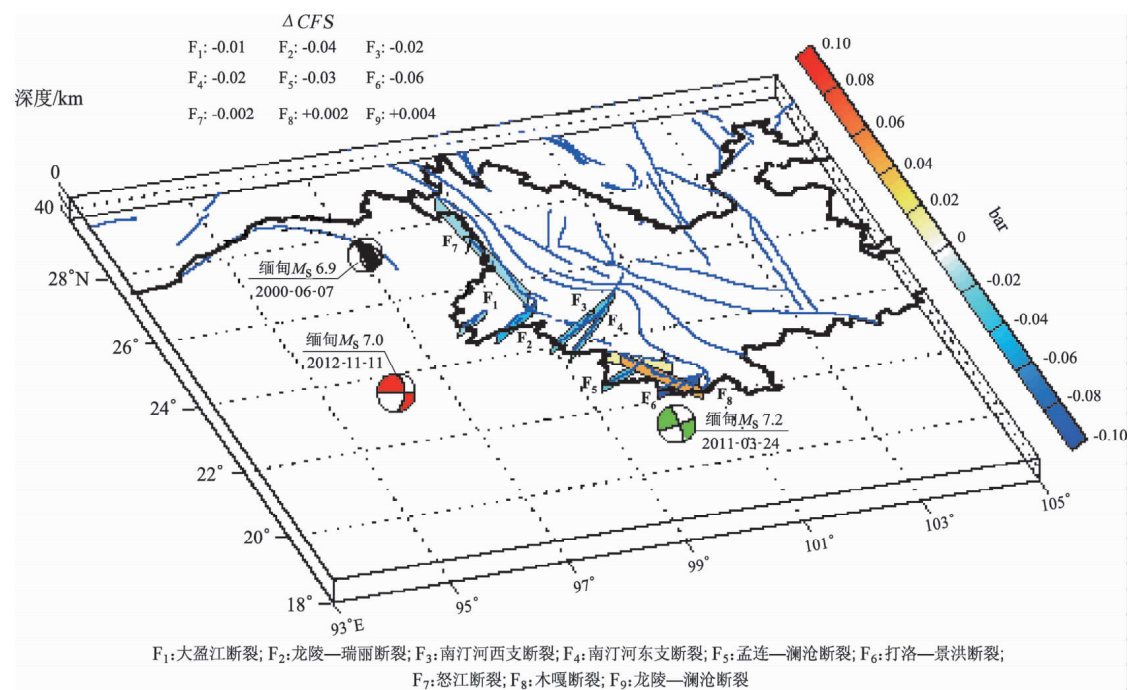 ΔCFS
F₁: -0.01 F₂: -0.04 F₃: -0.02
F₄: -0.02 F₅: -0.03 F₆: -0.06
F₇: -0.002 F₈: +0.002 F₉: +0.004
深度/km
0
40
28°N
26°
24°
22°
20°
18°
93°E
95°
97°
99°
101°
103°
105°
0.10
0.08
0.06
0.04
0.02
0
-0.02
-0.04
-0.06
-0.08
-0.10
bar
缅甸Mₛ 6.9
2000-06-07
缅甸Mₛ 7.0
2012-11-11
缅甸Mₛ 7.2
2011-03-24
F₇
F₁
F₂
F₃
F₄
F₅
F₆
F₈
F₁:大盈江断裂; F₂:龙陵—瑞丽断裂; F₃:南汀河西支断裂; F₄:南汀河东支断裂; F₅:孟连—澜沧断裂; F₆:打洛—景洪断裂;
F₇:怒江断裂; F₈:木嘎断裂; F₉:龙陵—澜沧断裂